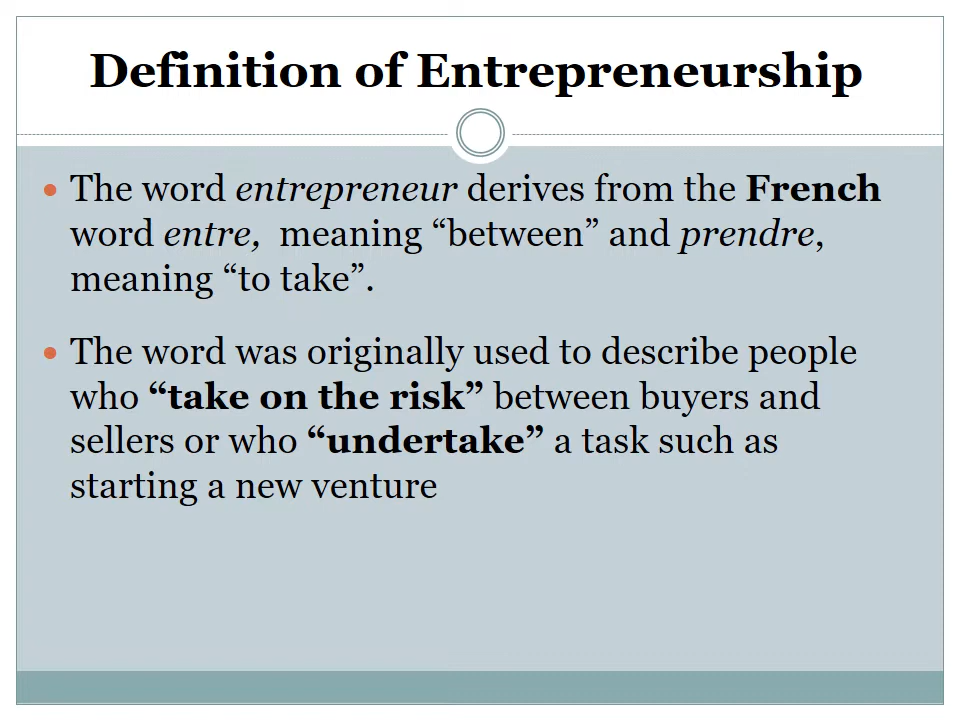 Definition of Entrepreneurship
• The word entrepreneur derives from the French
word entre,  meaning “between” and prendre,
meaning “to take”.
• The word was originally used to describe people
who “take on the risk” between buyers and
sellers or who “undertake” a task such as
starting a new venture